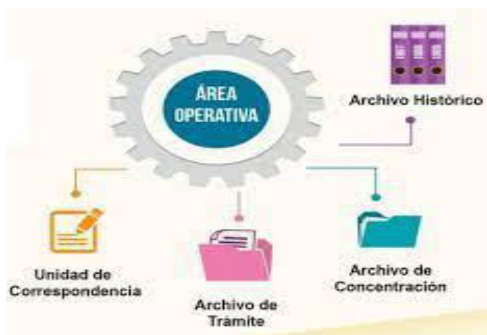 ÁREA
OPERATIVA
Archivo Histórico
Unidad de
Correspondencia
Archivo de
Trámite
Archivo de
Concentración